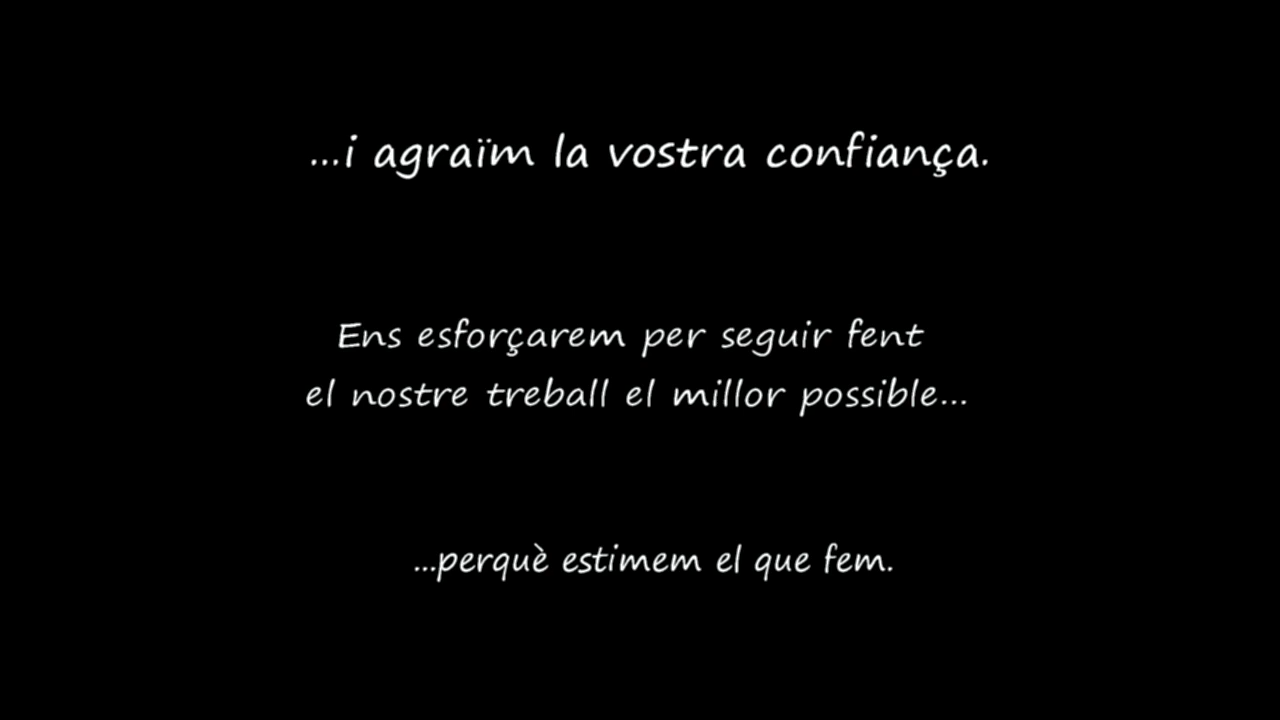 ...i agraïm la vostra confiança.
Ens esforçarem per seguir fent
el nostre treball el millor possible...
...perquè estimem el que fem.